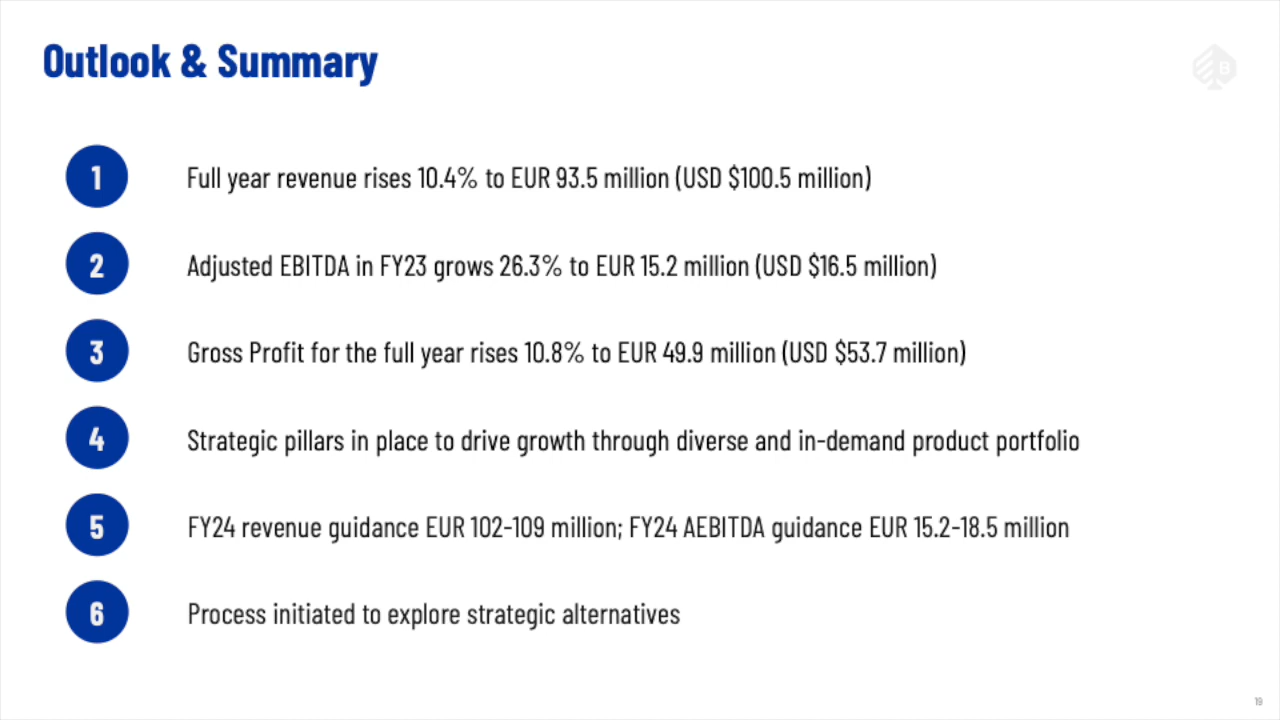 Outlook & Summary
B
1
Full year revenue rises 10.4% to EUR 93.5 million (USD $100.5 million)
2
Adjusted EBITDA in FY23 grows 26.3% to EUR 15.2 million (USD $16.5 million)
3
Gross Profit for the full year rises 10.8% to EUR 49.9 million (USD $53.7 million)
4
Strategic pillars in place to drive growth through diverse and in-demand product portfolio
5
FY24 revenue guidance EUR 102-109 million; FY24 AEBITDA guidance EUR 15.2-18.5 million
6
Process initiated to explore strategic alternatives
19